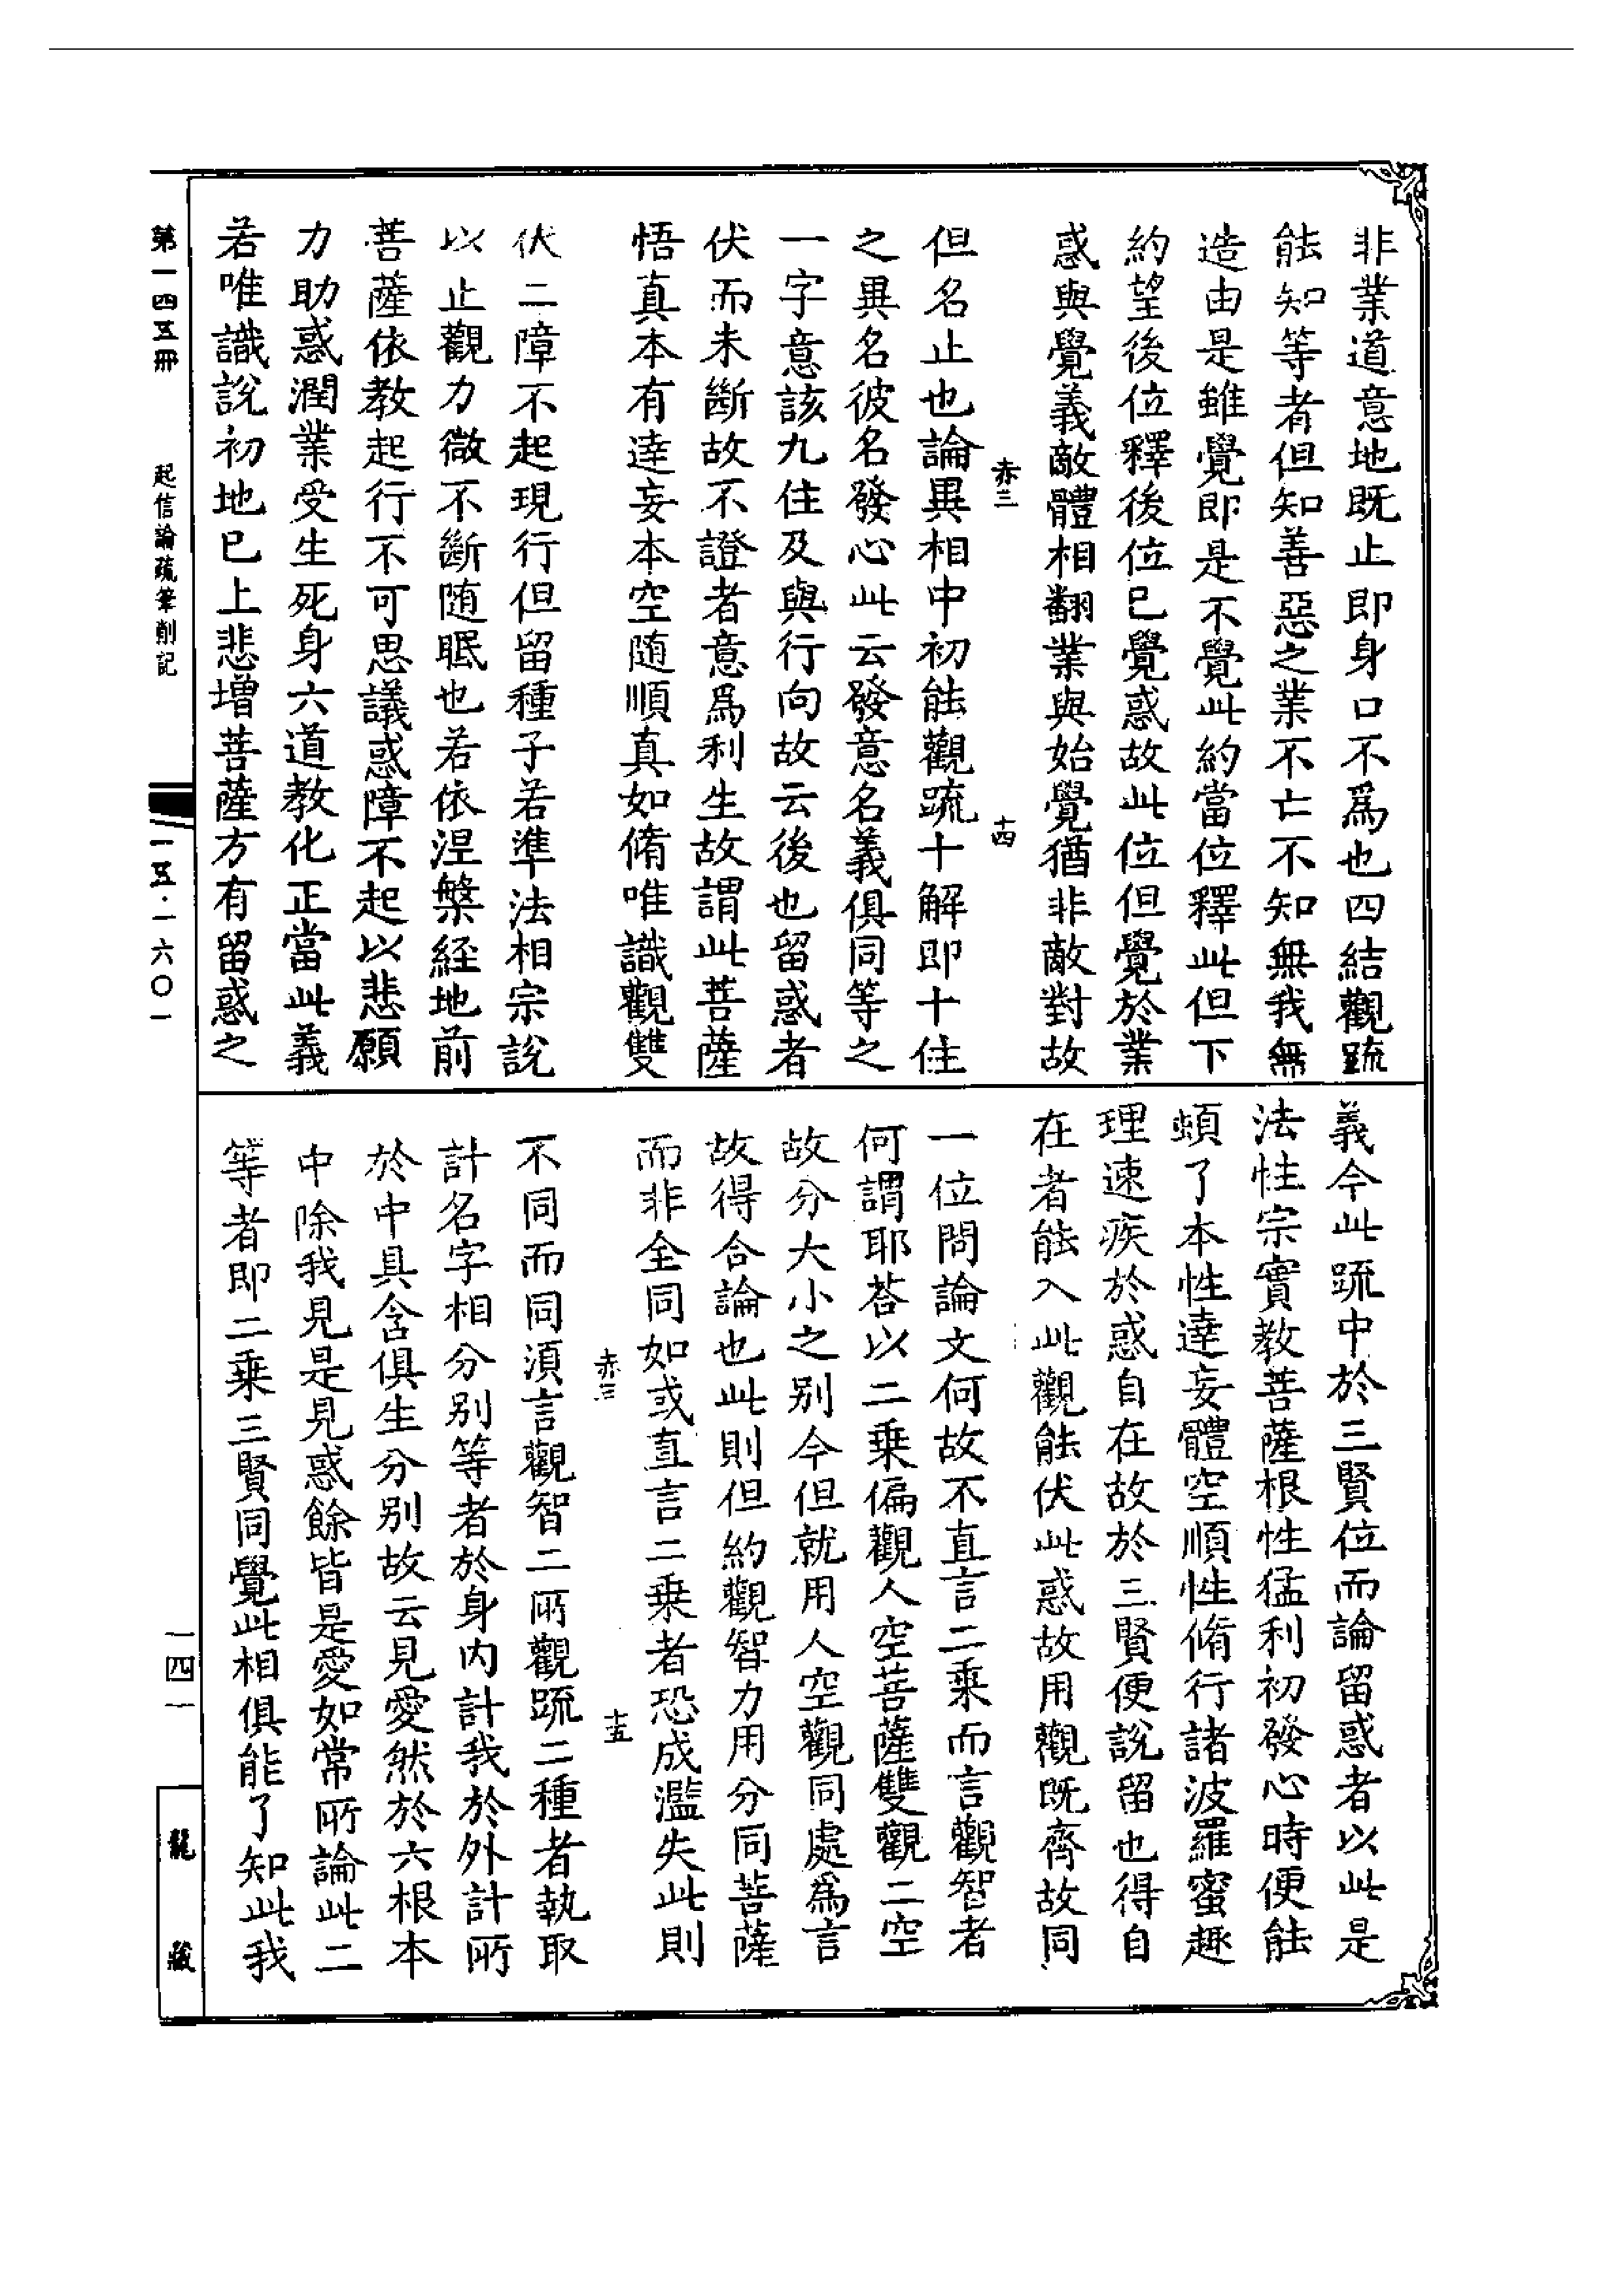 非業道意地既止即身口不爲也四結觀䟽
能知等者但知善惡之業不亡不知無我無
造由是雖覺即是不覺此約當位釋此但下
約望後位釋後位已覺惑故此位但覺於業
惑與覺義敵體相翻業與始覺猶非敵對故
赤三
十四
但名止也論異相中初能觀䟽十解即十住
之異名彼名發心此云發意名義俱同等之
一字意該九住及與行向故云後也留惑者
伏而未斷故不證者意爲利生故謂此菩薩
悟真本有達妄本空随順真如脩唯識觀雙
伏二障不起現行但留種子若準法相宗說
以止觀力微不斷随眠也若依涅槃経地前
菩薩依教起行不可思議惑障不起以悲願
力助惑潤業受生死身六道教化正當此義
若唯識說初地已上悲增菩薩方有留惑之
義今此䟽中於三賢位而論留惑者以此是
法性宗實教菩薩根性猛利初發心時便能
頓了本性達妄體空順性脩行諸波羅蜜趣
理速疾於惑自在故於三賢便說留也得自
在者能入此觀能伏此惑故用觀既齊故同
一位問論文何故不直言二乘而言觀智者
何謂耶荅以二乘偏觀人空菩薩雙觀二空
故分大小之别今但就用人空觀同處爲言
故得合論也此則但約觀智力用分同菩薩
而非全同如或直言二乘者恐成濫失此則
赤三
十五
不同而同湏言觀智二所觀䟽二種者執取
計名字相分别等者於身内計我於外計所
於中具含俱生分别故云見愛然於六根本
中除我見是見惑餘皆是愛如常所論此二
等者即二乘三賢同覺此相俱能了知此我
第一四五冊
起信論疏筆削記
一五·一六〇一
一四一
龍藏